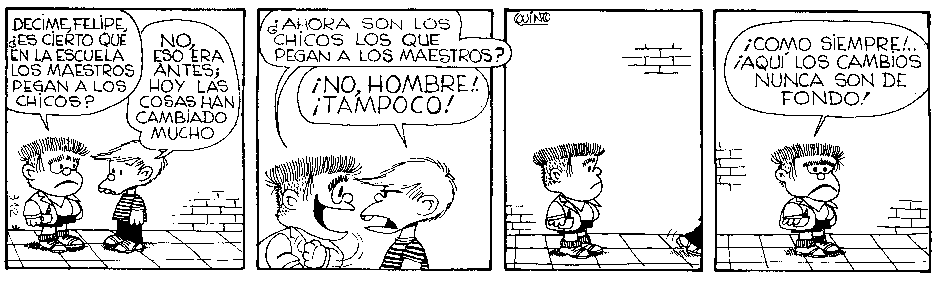 DECIME, FELIPE,
¿ES CIERTO QUE
EN LA ESCUELA
LOS MAESTROS
PEGAN A LOS
CHICOS?
NO,
ESO ERA
ANTES;
HOY LAS
COSAS HAN
CAMBIADO
MUCHO
¿AHORA SON LOS
CHICOS LOS QUE
PEGAN A LOS MAESTROS?
¡NO, HOMBRE!
¡TAMPOCO!
QUINO
¡COMO SIEMPRE!..
¡AQUÍ LOS CAMBIOS
NUNCA SON DE
FONDO!